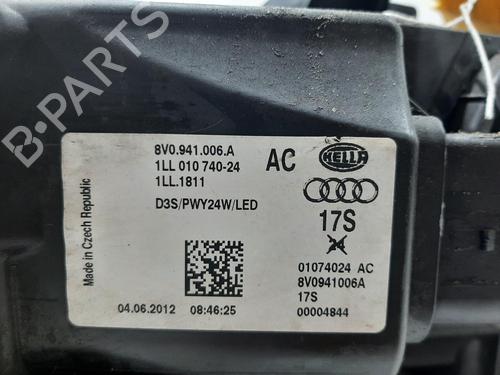 B-PARTS
8V0.941.006.A
1LL 010 740-24
1LL.1811
D3S/PWY24W/LED
AC
HELLA
17S
24
01074024 AC
8V0941006A
17S
00004844
04.06.2012
08:46:25
Made in Czech Republic